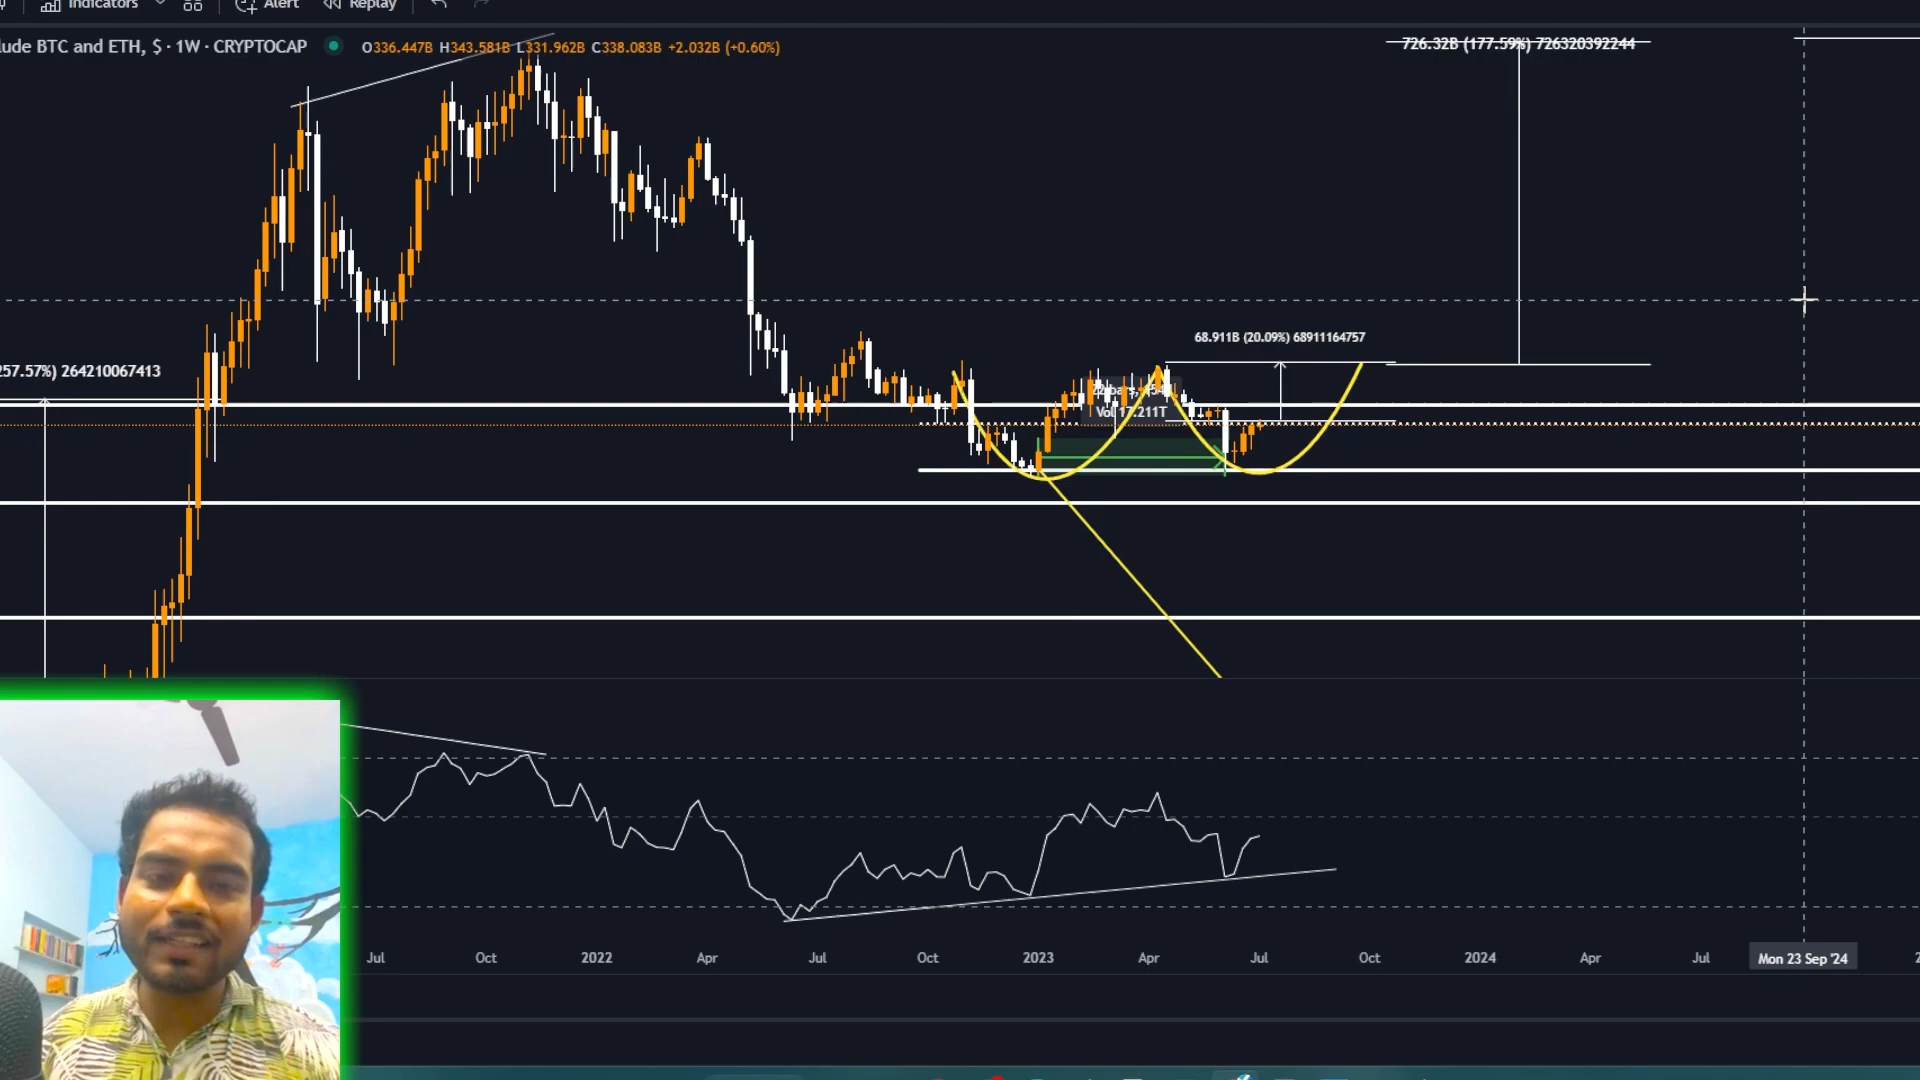 Indicators
Alert
Replay
lude BTC and ETH, $ · 1W · CRYPTOCAP
O336.447B H343.581B L331.962B C338.083B +2.032B (+0.60%)
726.32B (177.59%) 726320392244
68.911B (20.09%) 68911164757
257.57%) 264210067413
Vol 17.211T
Jul
Oct
2022
Apr
Jul
Oct
2023
Apr
Jul
Oct
2024
Apr
Jul
Mon 23 Sep '24